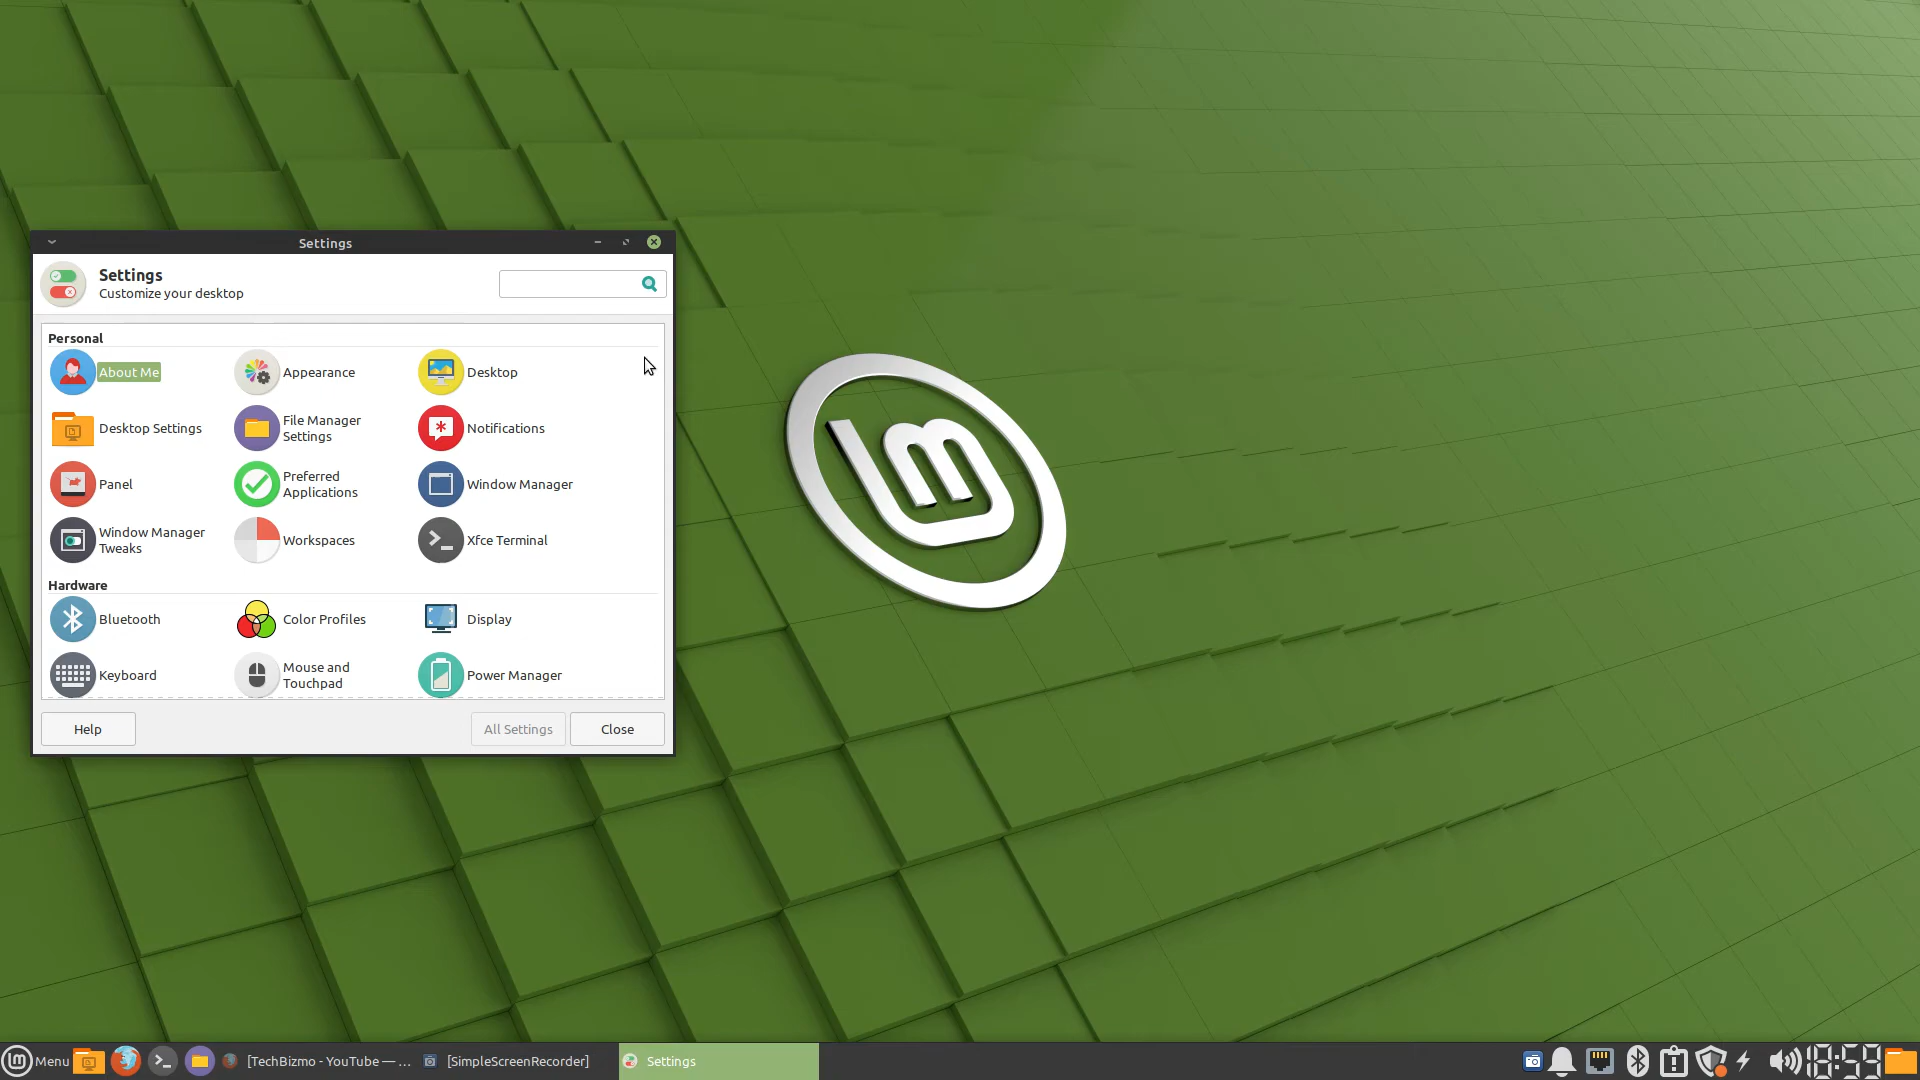 Settings
Settings
Customize your desktop
Personal
About Me
Appearance
Desktop
Desktop Settings
File Manager
Settings
Notifications
Panel
Preferred
Applications
Window Manager
Window Manager
Tweaks
Workspaces
Xfce Terminal
Hardware
Bluetooth
Color Profiles
Display
Keyboard
Mouse and
Touchpad
Power Manager
Help
All Settings
Close
Menu
[TechBizmo - YouTube — ...
[SimpleScreenRecorder]
Settings
18:59